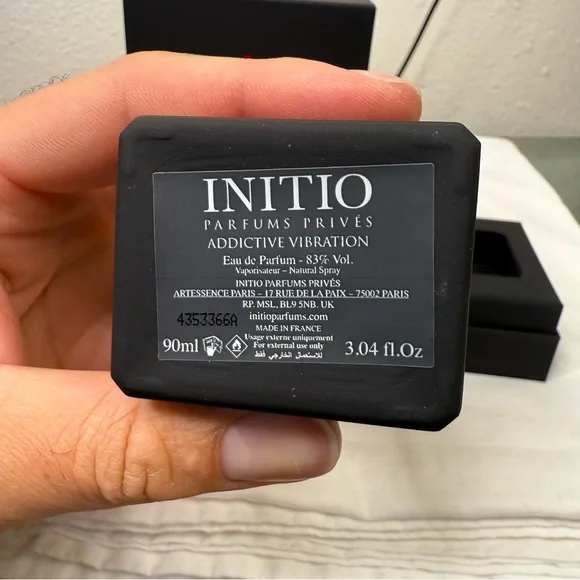 INITIO
PARFUMS PRIVÉS
ADDICTIVE VIBRATION
Eau de Parfum - 83% Vol.
Vaporisateur – Natural Spray
INITIO PARFUMS PRIVÉS
ARTESSENCE PARIS – 17 RUE DE LA PAIX – 75002 PARIS
RP. MSL, BL9 5NB. UK
4353366A initioparfums.com
MADE IN FRANCE
Usage externe uniquement
For external use only
للاستعمال الخارجي فقط
90ml 3.04 fl.Oz